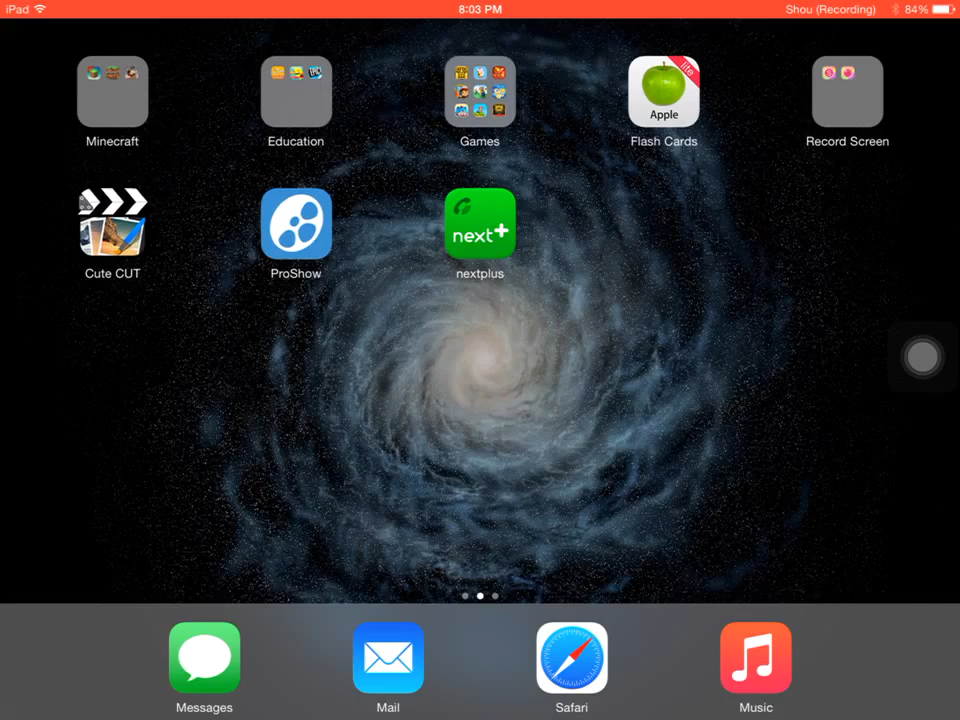 iPad 8:03 PM Shou (Recording) 84%
lite
Apple
Minecraft Education Games Flash Cards Record Screen
next+
Cute CUT ProShow nextplus
Messages Mail Safari Music